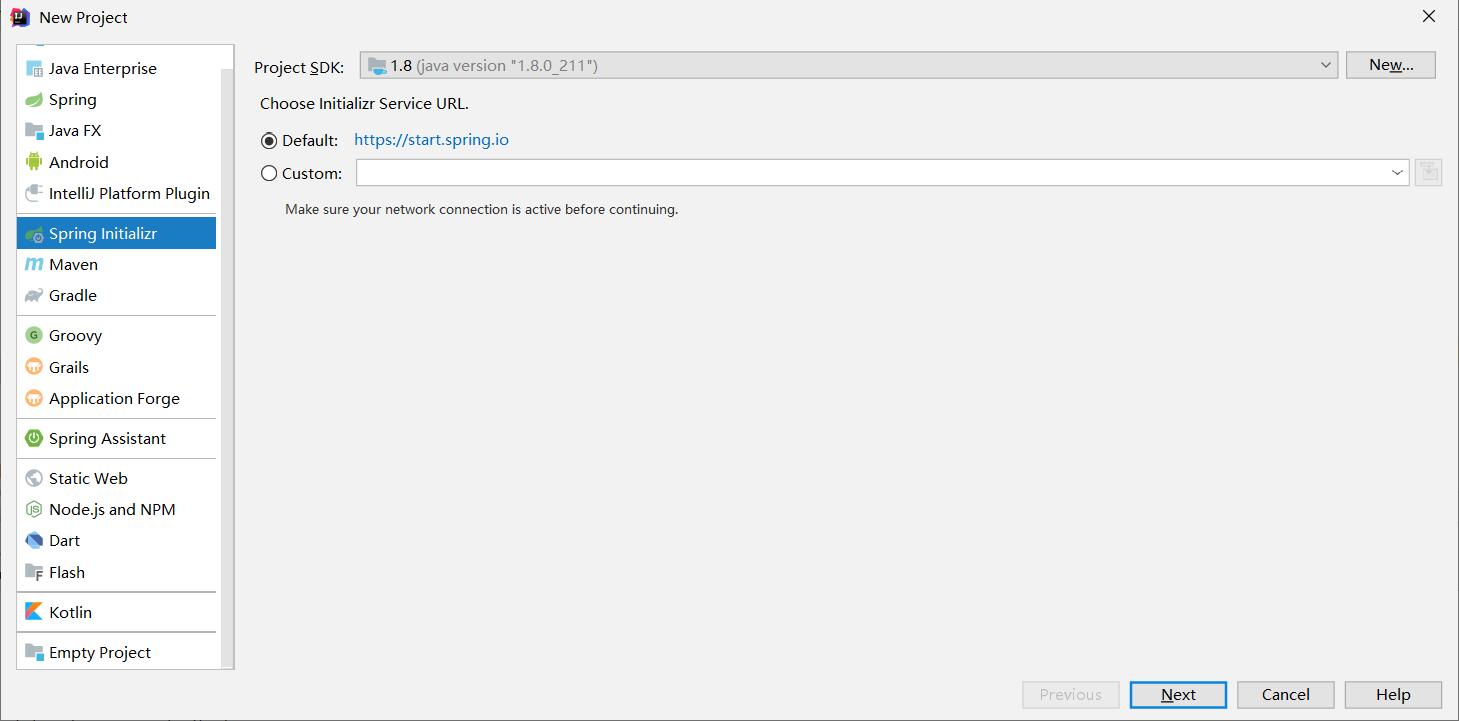 New Project
Java Enterprise
Spring
Java FX
Android
IntelliJ Platform Plugin
Spring Initializr
Maven
Gradle
Groovy
Grails
Application Forge
Spring Assistant
Static Web
Node.js and NPM
Dart
Flash
Kotlin
Empty Project
Project SDK: 1.8 (java version "1.8.0_211") New...
Choose Initializr Service URL.
Default: https://start.spring.io
Custom:
Make sure your network connection is active before continuing.
Previous Next Cancel Help